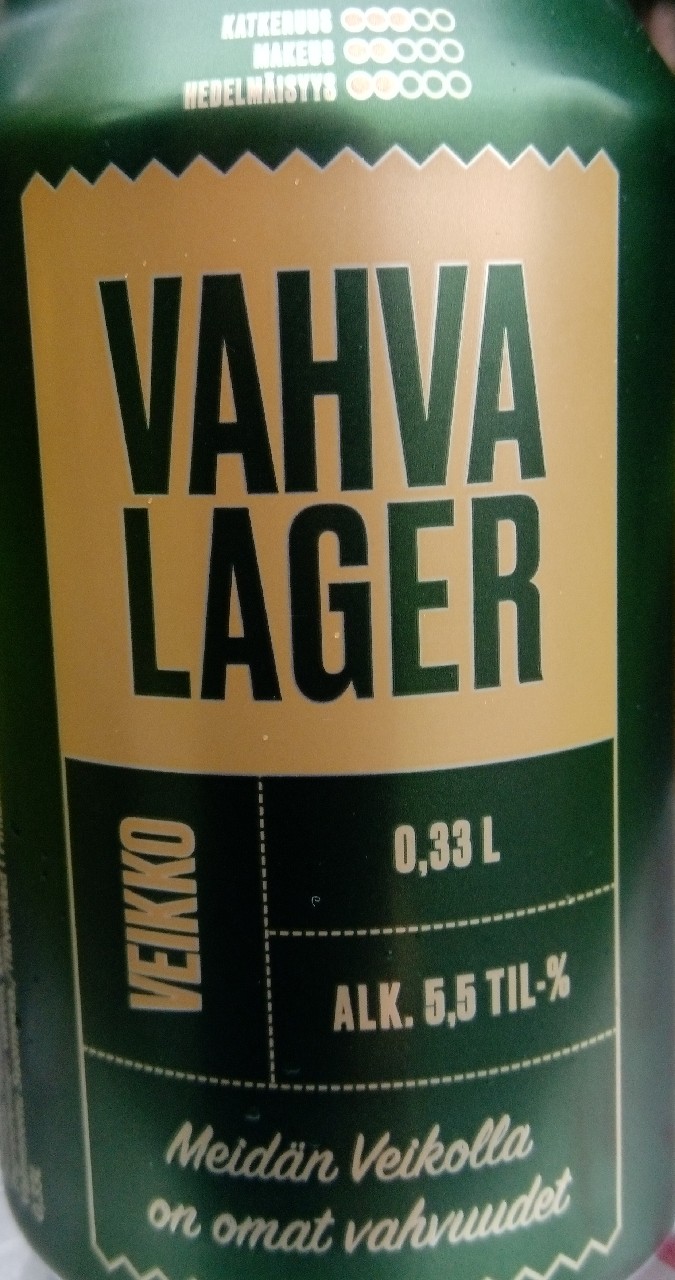 KATKERUUS
MAKEUS
HEDELMÄISYYS
VAHVA
LAGER
VEIKKO
0,33 L
ALK. 5,5 TIL-%
Meidän Veikolla
on omat vahvuudet